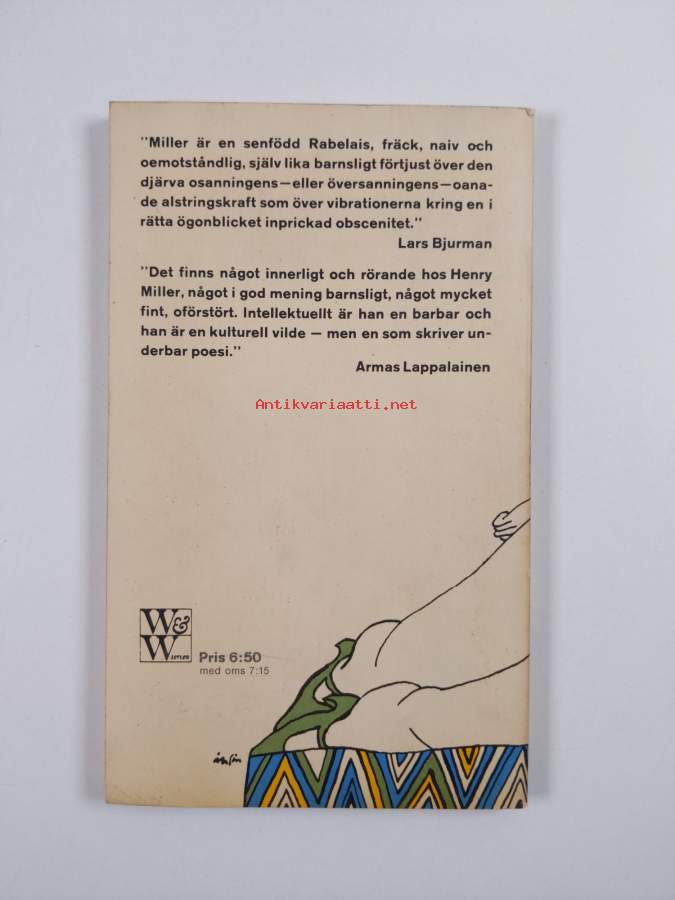 "Miller är en senfödd Rabelais, fräck, naiv och
oemotståndlig, själv lika barnsligt förtjust över den
djärva osanningens—eller översanningens—oana-
de alstringskraft som över vibrationerna kring en i
rätta ögonblicket inprickad obscenitet."
Lars Bjurman
"Det finns något innerligt och rörande hos Henry
Miller, något i god mening barnsligt, något mycket
fint, oförstört. Intellektuellt är han en barbar och
han är en kulturell vilde — men en som skriver un-
derbar poesi."
Armas Lappalainen
Antikvariaatti.net
W&
W
Pris 6:50
med oms 7:15